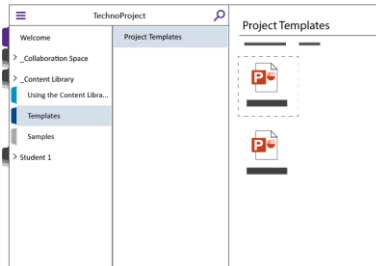 TechnoProject
Welcome
_Collaboration Space
_Content Library
Using the Content Libra...
Templates
Samples
Student 1
Project Templates
Project Templates
P
P